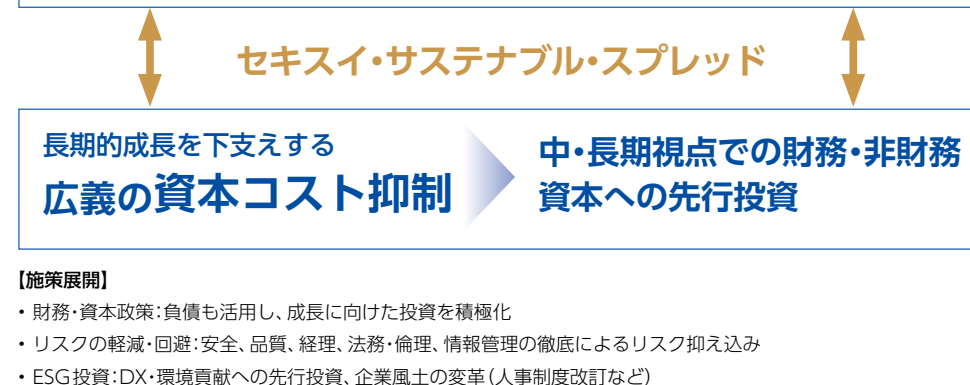 セキスイ・サステナブル・スプレッド
長期的成長を下支えする
広義の資本コスト抑制
中・長期視点での財務・非財務
資本への先行投資
【施策展開】
・財務・資本政策：負債も活用し、成長に向けた投資を積極化
・リスクの軽減・回避：安全、品質、経理、法務・倫理、情報管理の徹底によるリスク抑え込み
・ESG投資：DX・環境貢献への先行投資、企業風土の変革（人事制度改訂など）